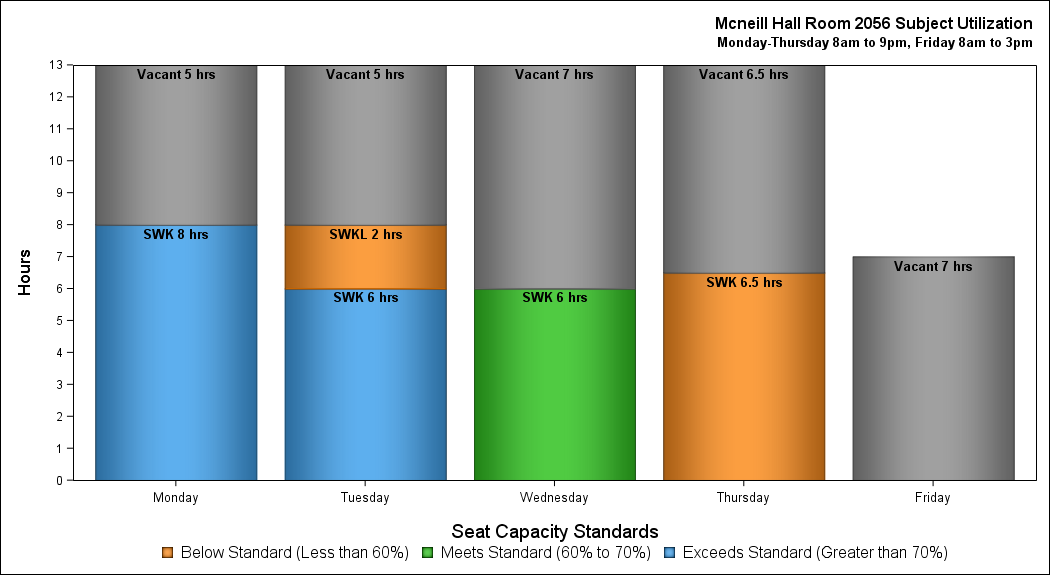 Mcneill Hall Room 2056 Subject Utilization
Monday-Thursday 8am to 9pm, Friday 8am to 3pm
13
12
11
10
9
8
7
6
5
4
3
2
1
0
Hours
Vacant 5 hrs
SWK 8 hrs
Vacant 5 hrs
SWKL 2 hrs
SWK 6 hrs
Vacant 7 hrs
SWK 6 hrs
Vacant 6.5 hrs
SWK 6.5 hrs
Vacant 7 hrs
Monday
Tuesday
Wednesday
Thursday
Friday
Seat Capacity Standards
Below Standard (Less than 60%)
Meets Standard (60% to 70%)
Exceeds Standard (Greater than 70%)